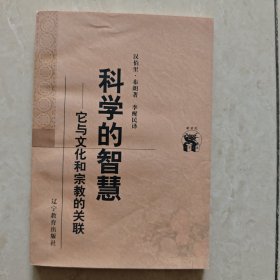 汉伯里·布朗著
李醒民译
科学的智慧
——它与文化和宗教的关联
辽宁教育出版社